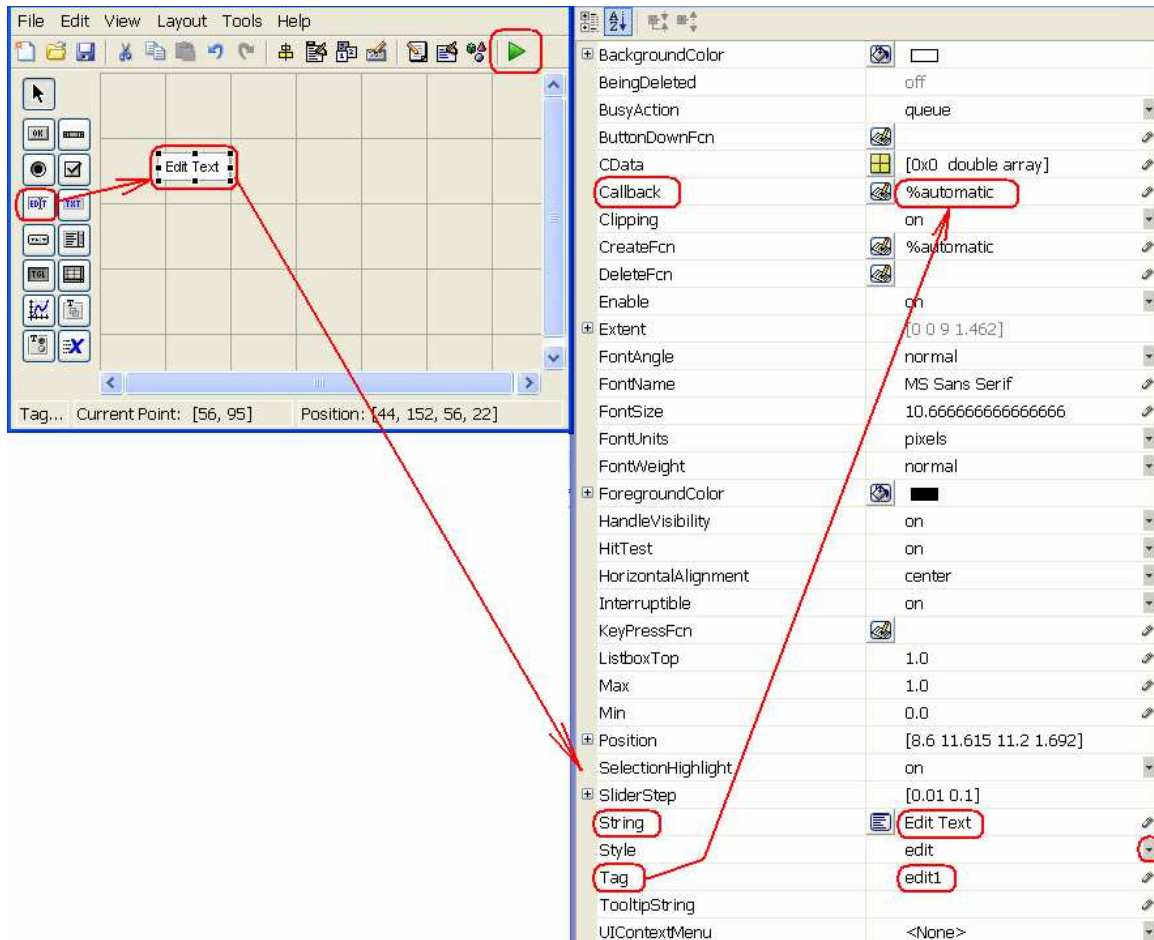 File Edit View Layout Tools Help
OK
Edit Text
EDIT TXT
TGL
Tag... Current Point: [56, 95] Position: [44, 152, 56, 22]
BackgroundColor
BeingDeleted off
BusyAction queue
ButtonDownFcn
CData [0x0 double array]
Callback %automatic
Clipping on
CreateFcn %automatic
DeleteFcn
Enable on
Extent [0 0 9 1.462]
FontAngle normal
FontName MS Sans Serif
FontSize 10.666666666666666
FontUnits pixels
FontWeight normal
ForegroundColor
HandleVisibility on
HitTest on
HorizontalAlignment center
Interruptible on
KeyPressFcn
ListboxTop 1.0
Max 1.0
Min 0.0
Position [8.6 11.615 11.2 1.692]
SelectionHighlight on
SliderStep [0.01 0.1]
String Edit Text
Style edit
Tag edit1
TooltipString
UIContextMenu <None>